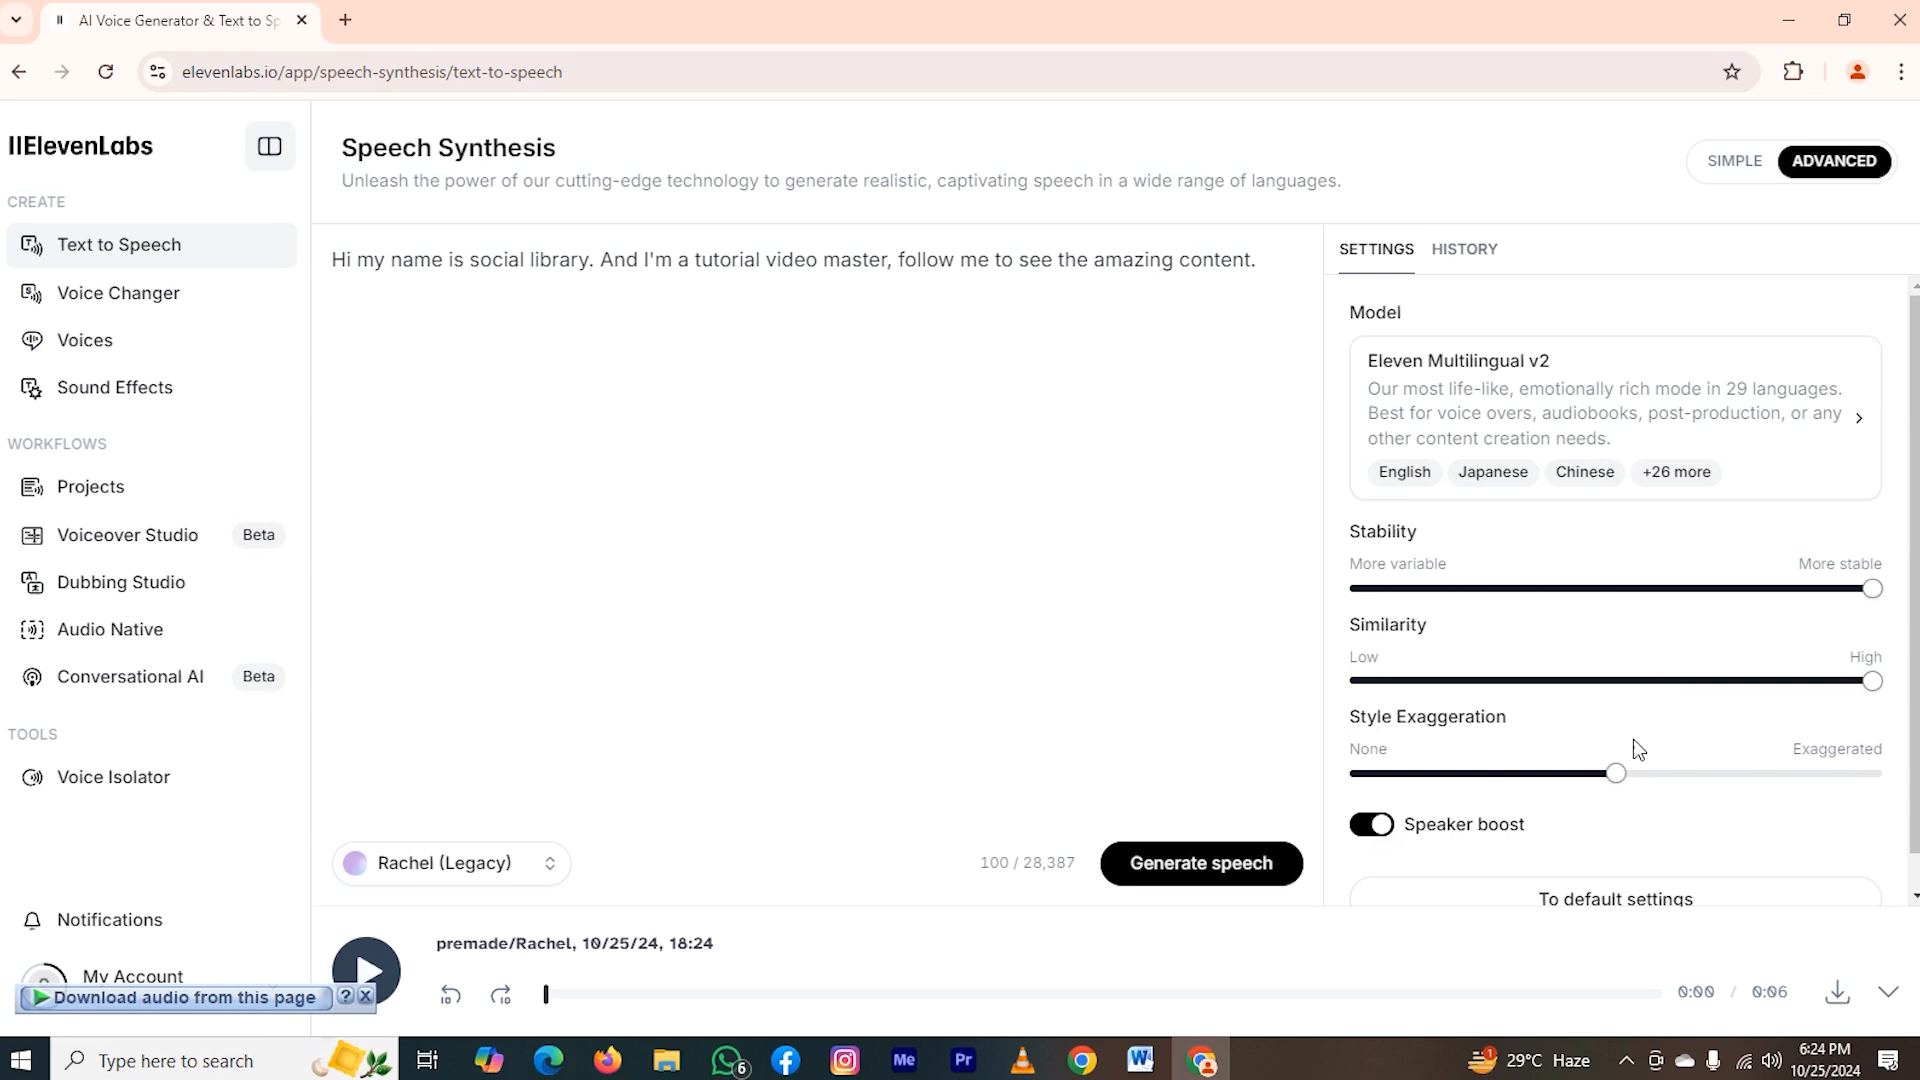 AI Voice Generator & Text to Sp
elevenlabs.io/app/speech-synthesis/text-to-speech
IIElevenLabs
CREATE
Text to Speech
Voice Changer
Voices
Sound Effects
WORKFLOWS
Projects
Voiceover Studio Beta
Dubbing Studio
Audio Native
Conversational AI Beta
TOOLS
Voice Isolator
Notifications
My Account
Download audio from this page ? X
Speech Synthesis
Unleash the power of our cutting-edge technology to generate realistic, captivating speech in a wide range of languages.
SIMPLE ADVANCED
Hi my name is social library. And I'm a tutorial video master, follow me to see the amazing content.
Rachel (Legacy)
100 / 28,387
Generate speech
SETTINGS HISTORY
Model
Eleven Multilingual v2
Our most life-like, emotionally rich mode in 29 languages.
Best for voice overs, audiobooks, post-production, or any
other content creation needs.
English Japanese Chinese +26 more
Stability
More variable More stable
Similarity
Low High
Style Exaggeration
None Exaggerated
Speaker boost
To default settings
premade/Rachel, 10/25/24, 18:24
10 10
0:00 / 0:06
Type here to search
6
Me
Pr
W
1
29°C Haze
6:24 PM
10/25/2024